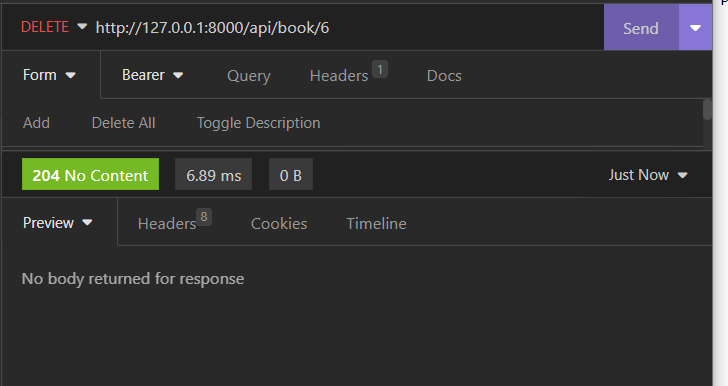 DELETE http://127.0.0.1:8000/api/book/6 Send
Form Bearer Query Headers 1 Docs
Add Delete All Toggle Description
204 No Content 6.89 ms 0 B Just Now
Preview Headers 8 Cookies Timeline
No body returned for response